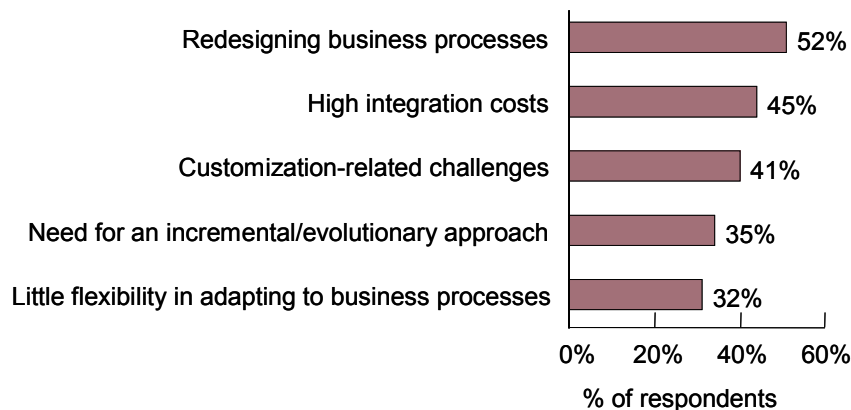 Redesigning business processes 52%
High integration costs 45%
Customization-related challenges 41%
Need for an incremental/evolutionary approach 35%
Little flexibility in adapting to business processes 32%
0% 20% 40% 60%
% of respondents